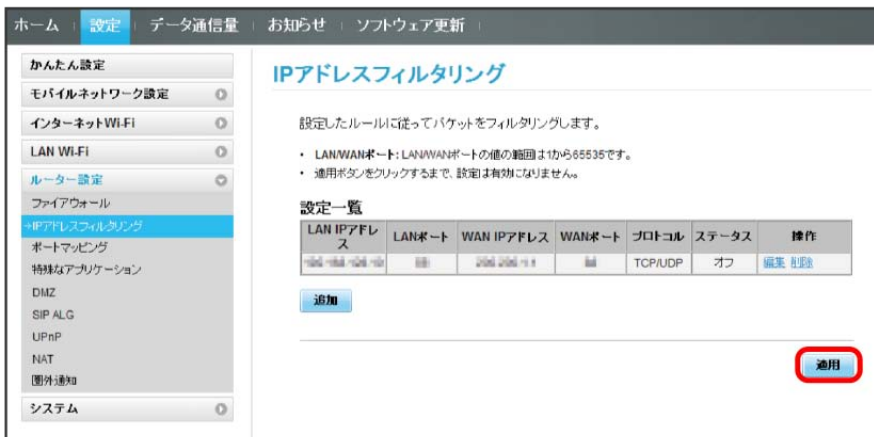 ホーム 設定 データ通信量 お知らせ ソフトウェア更新
かんたん設定
モバイルネットワーク設定
インターネットWi-Fi
LAN Wi-Fi
ルーター設定
ファイアウォール
IPアドレスフィルタリング
ポートマッピング
特殊なアプリケーション
DMZ
SIP ALG
UPnP
NAT
圏外通知
システム
IPアドレスフィルタリング
設定したルールに従ってパケットをフィルタリングします。
・ LAN/WANポート: LAN/WANポートの値の範囲は1から65535です。
・ 適用ボタンをクリックするまで、設定は有効になりません。
設定一覧
LAN IPアドレス LANポート WAN IPアドレス WANポート プロトコル ステータス 操作
TCP/UDP オフ 編集 削除
追加
適用